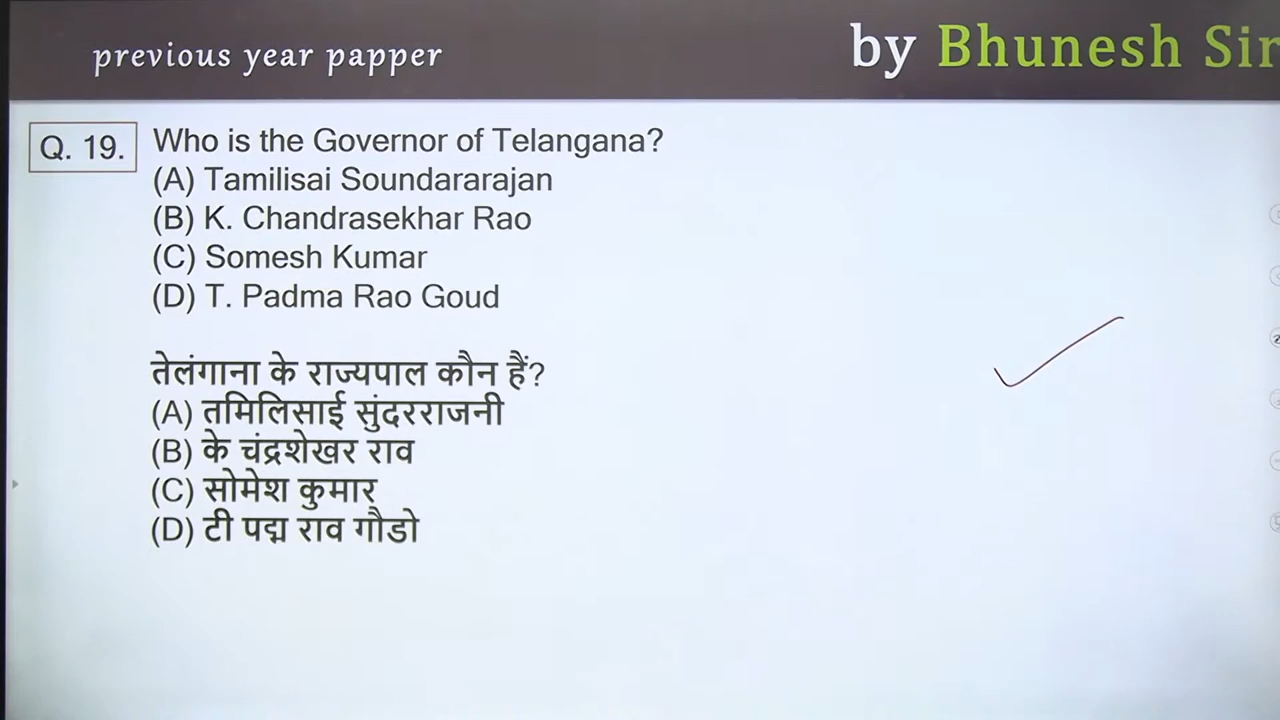 previous year papper
by Bhunesh Sir
Q. 19. Who is the Governor of Telangana?
(A) Tamilisai Soundararajan
(B) K. Chandrasekhar Rao
(C) Somesh Kumar
(D) T. Padma Rao Goud
तेलंगाना के राज्यपाल कौन हैं?
(A) तमिलिसाई सुंदरराजनी
(B) के चंद्रशेखर राव
(C) सोमेश कुमार
(D) टी पद्म राव गौडो